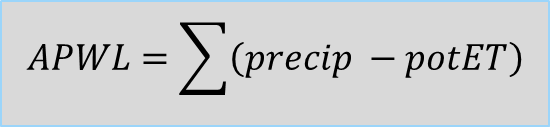 APWL = ∑(precip − potET)